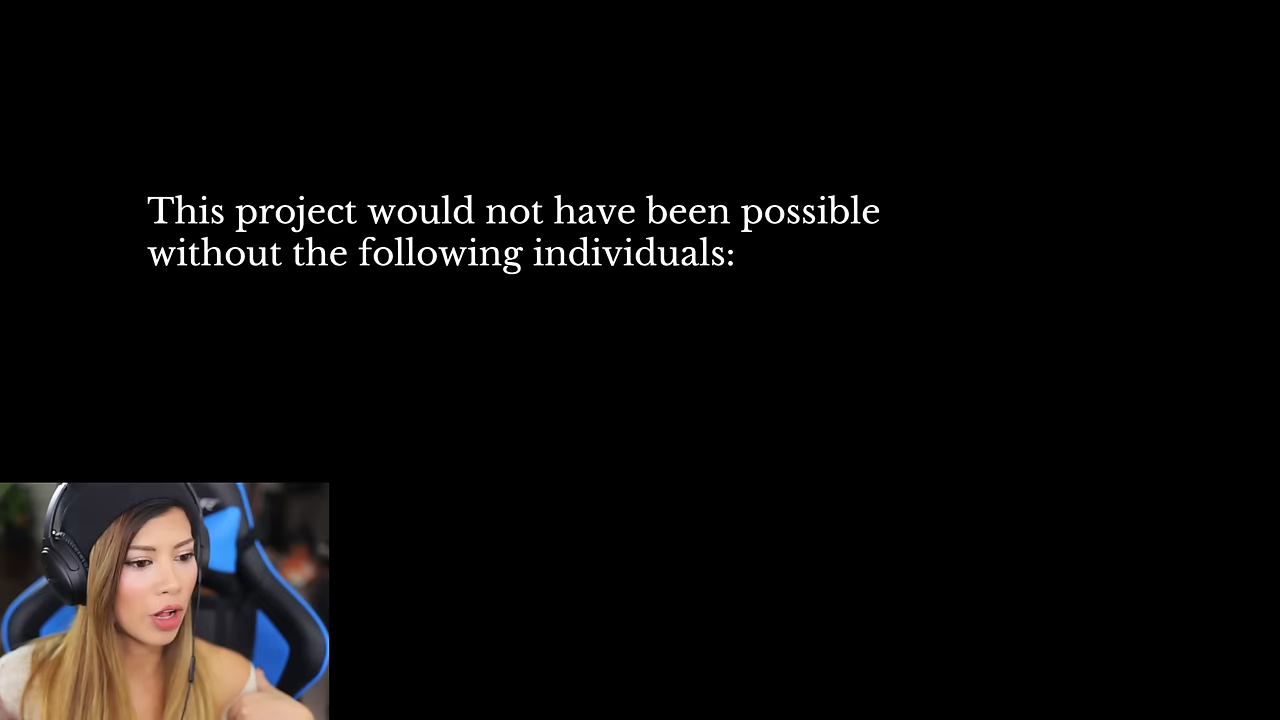 This project would not have been possible
without the following individuals: